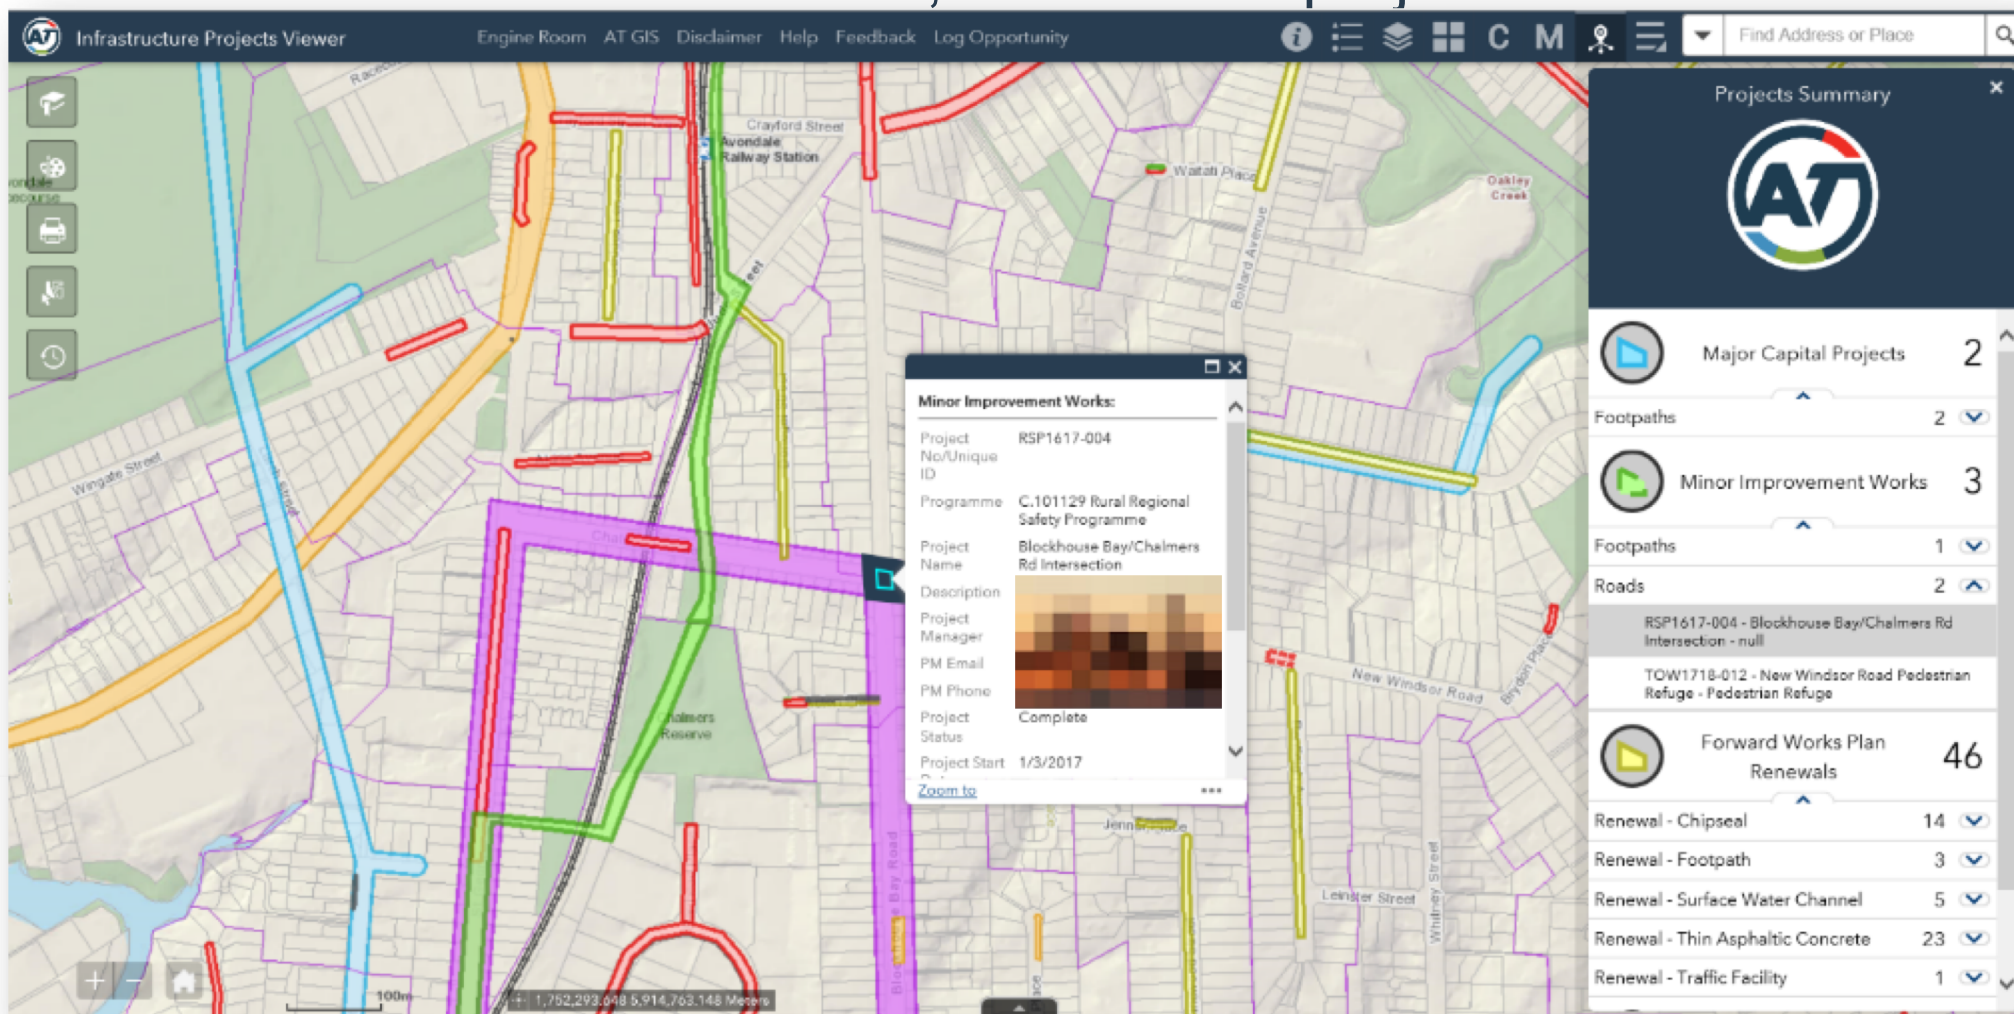 AT
Infrastructure Projects Viewer
Engine Room
AT GIS
Disclaimer
Help
Feedback
Log Opportunity
C
M
Find Address or Place
Crayford Street
Avondale
Railway Station
Waitati Place
Oakley
Creek
Bollard Avenue
Wingate Street
Chalmers
Reserve
New Windsor Road
Brydon Place
Leinster Street
Whitney Street
Bay Road
100m
1,752,293.648 5,914,763.148 Meters
Minor Improvement Works:
Project No/Unique ID RSP1617-004
Programme C.101129 Rural Regional
Safety Programme
Project Name Blockhouse Bay/Chalmers
Rd Intersection
Description
Project
Manager
PM Email
PM Phone
Project Status Complete
Project Start 1/3/2017
Zoom to
Projects Summary
AT
Major Capital Projects 2
Footpaths 2
Minor Improvement Works 3
Footpaths 1
Roads 2
RSP1617-004 - Blockhouse Bay/Chalmers Rd
Intersection - null
TOW1718-012 - New Windsor Road Pedestrian
Refuge - Pedestrian Refuge
Forward Works Plan
Renewals 46
Renewal - Chipseal 14
Renewal - Footpath 3
Renewal - Surface Water Channel 5
Renewal - Thin Asphaltic Concrete 23
Renewal - Traffic Facility 1